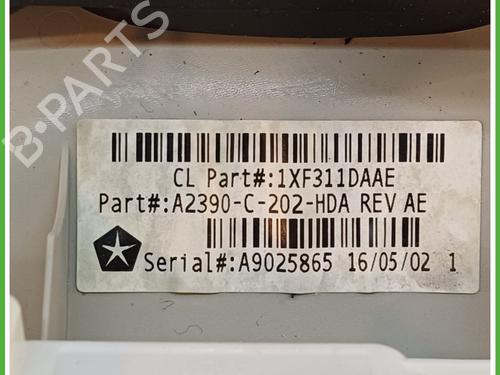 B-PARTS
CL Part#:1XF311DAAE
Part#:A2390-C-202-HDA REV AE
Serial#:A9025865 16/05/02 1